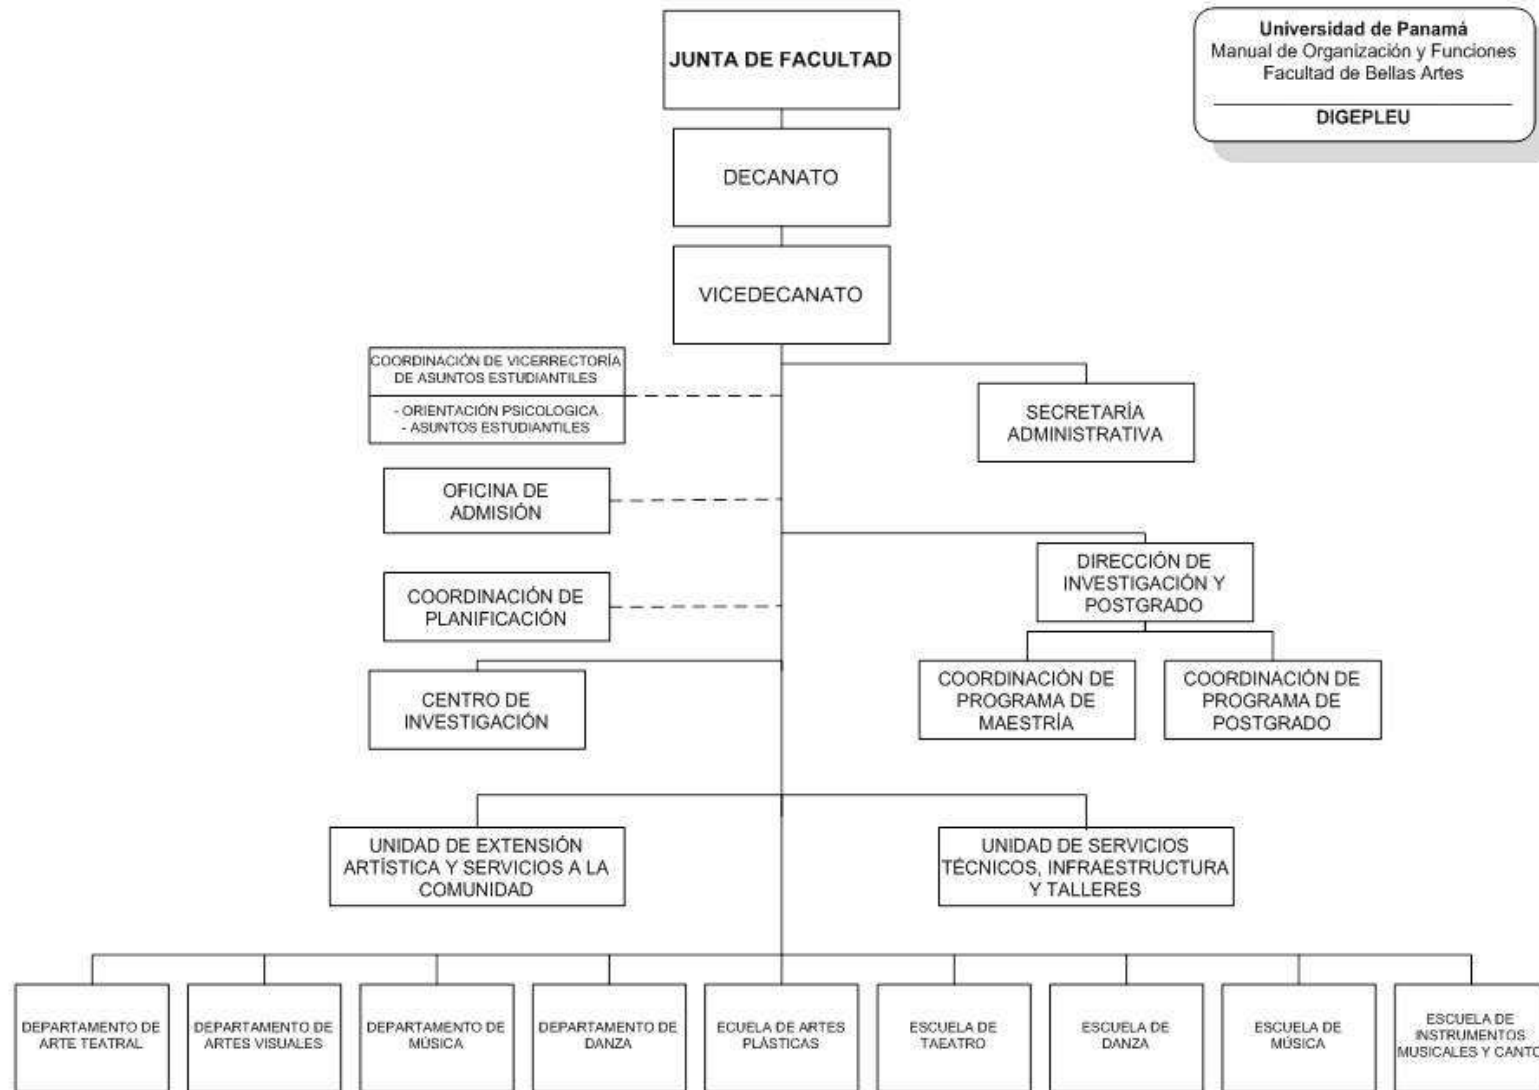 JUNTA DE FACULTAD
Universidad de Panamá
Manual de Organización y Funciones
Facultad de Bellas Artes
DIGEPLEU
DECANATO
VICEDECANATO
COORDINACIÓN DE VICERRECTORÍA
DE ASUNTOS ESTUDIANTILES
- ORIENTACIÓN PSICOLOGICA
- ASUNTOS ESTUDIANTILES
SECRETARÍA
ADMINISTRATIVA
OFICINA DE
ADMISIÓN
DIRECCIÓN DE
INVESTIGACIÓN Y
POSTGRADO
COORDINACIÓN DE
PLANIFICACIÓN
CENTRO DE
INVESTIGACIÓN
COORDINACIÓN DE
PROGRAMA DE
MAESTRÍA
COORDINACIÓN DE
PROGRAMA DE
POSTGRADO
UNIDAD DE EXTENSIÓN
ARTÍSTICA Y SERVICIOS A LA
COMUNIDAD
UNIDAD DE SERVICIOS
TÉCNICOS, INFRAESTRUCTURA
Y TALLERES
DEPARTAMENTO DE
ARTE TEATRAL
DEPARTAMENTO DE
ARTES VISUALES
DEPARTAMENTO DE
MÚSICA
DEPARTAMENTO DE
DANZA
ECUELA DE ARTES
PLÁSTICAS
ESCUELA DE
TAEATRO
ESCUELA DE
DANZA
ESCUELA DE
MÚSICA
ESCUELA DE
INSTRUMENTOS
MUSICALES Y CANTO